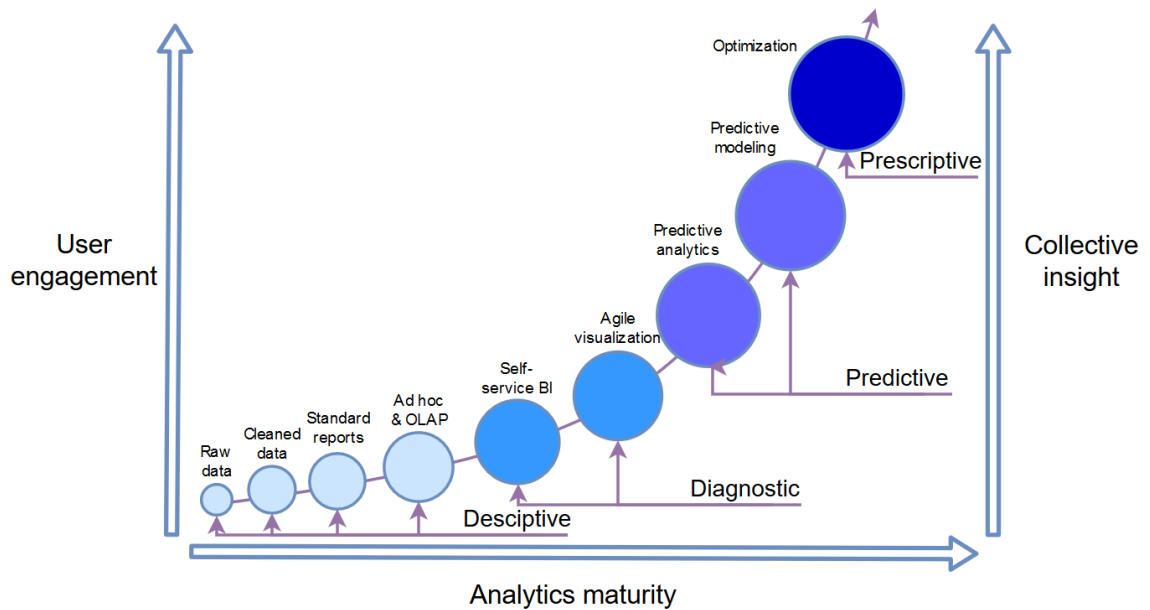 Optimization
Predictive
modeling
Prescriptive
User
engagement
Predictive
analytics
Collective
insight
Agile
visualization
Self-
service BI
Predictive
Ad hoc
& OLAP
Standard
reports
Cleaned
data
Raw
data
Diagnostic
Desciptive
Analytics maturity